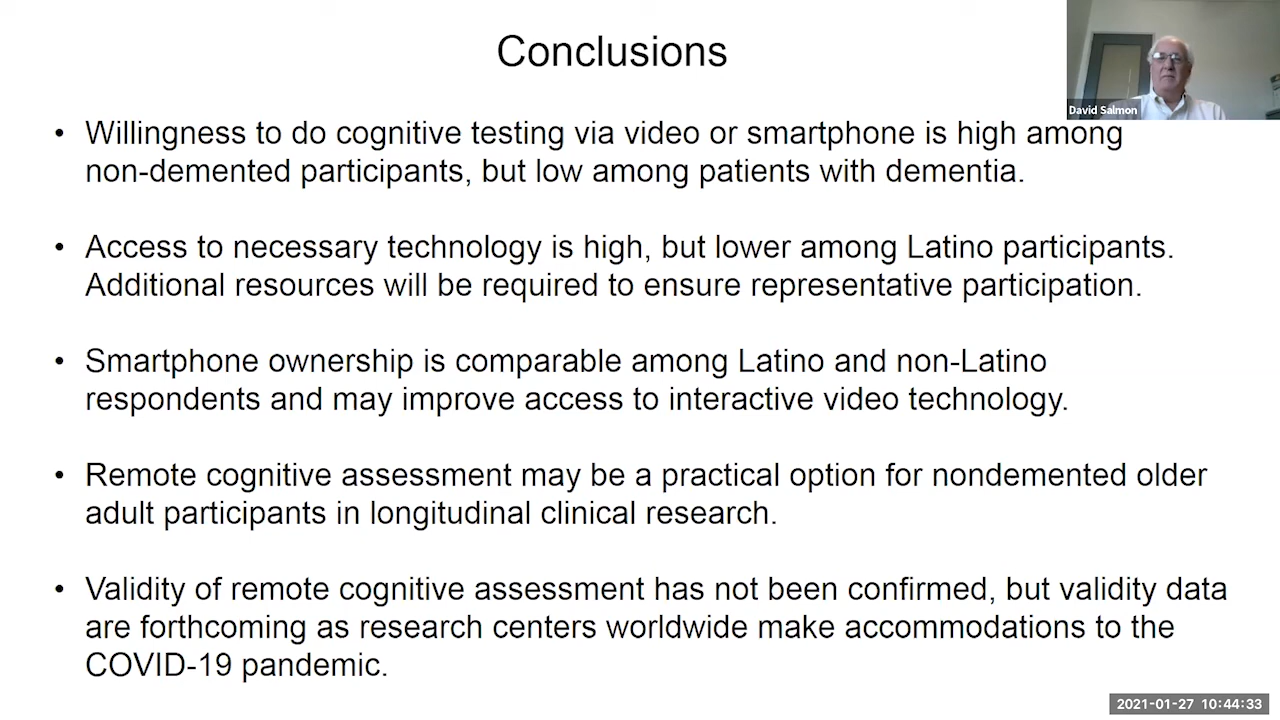 Conclusions
David Salmon
• Willingness to do cognitive testing via video or smartphone is high among
non-demented participants, but low among patients with dementia.
• Access to necessary technology is high, but lower among Latino participants.
Additional resources will be required to ensure representative participation.
• Smartphone ownership is comparable among Latino and non-Latino
respondents and may improve access to interactive video technology.
• Remote cognitive assessment may be a practical option for nondemented older
adult participants in longitudinal clinical research.
• Validity of remote cognitive assessment has not been confirmed, but validity data
are forthcoming as research centers worldwide make accommodations to the
COVID-19 pandemic.
2021-01-27 10:44:33